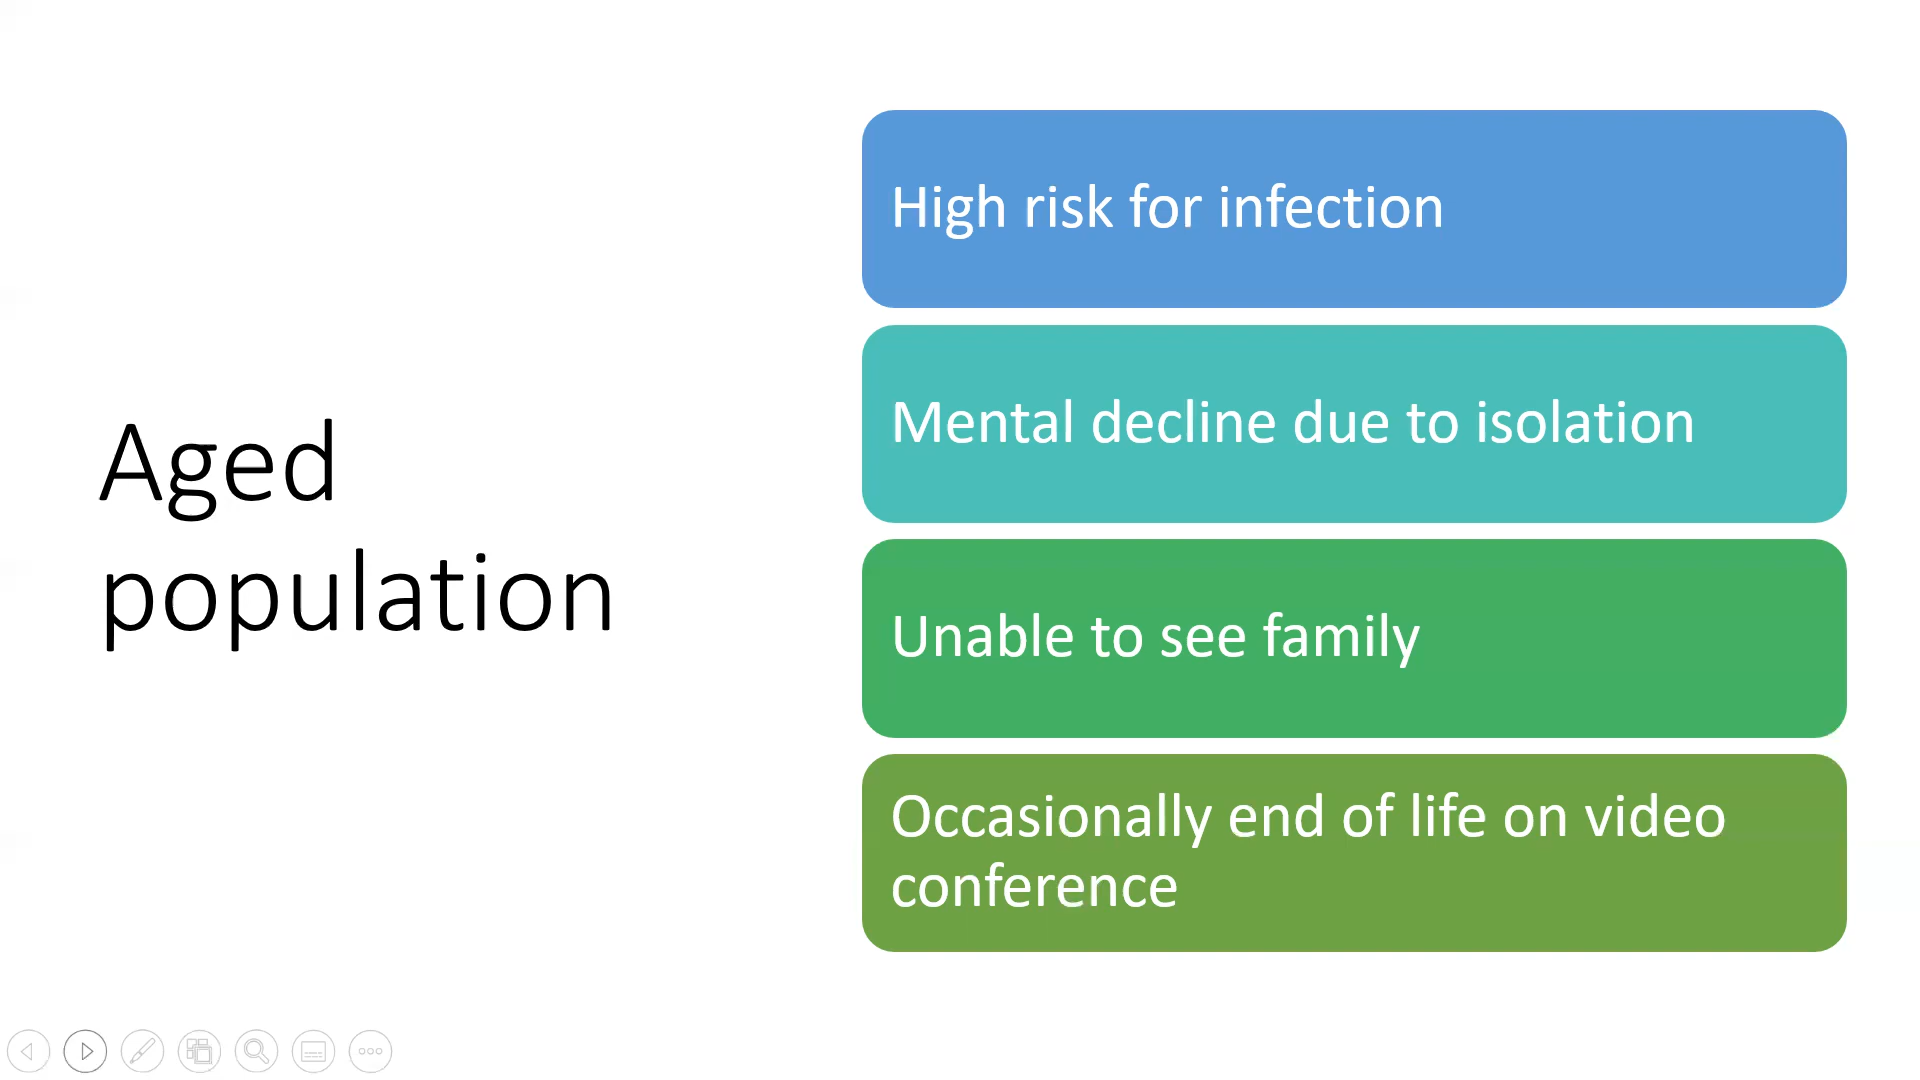 Aged
population
High risk for infection
Mental decline due to isolation
Unable to see family
Occasionally end of life on video
conference